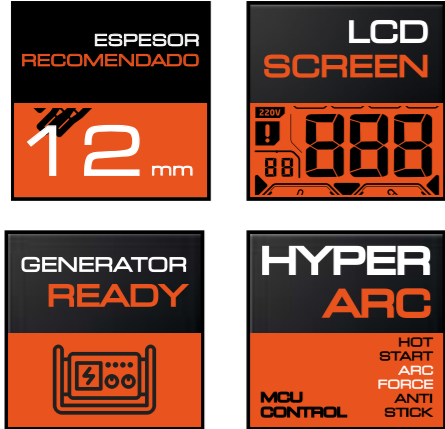 ESPESOR
RECOMENDADO
12 mm
LCD
SCREEN
220V
!
88
888
GENERATOR
READY
HYPER
ARC
HOT
START
ARC
FORCE
MCU
ANTI
CONTROL
STICK